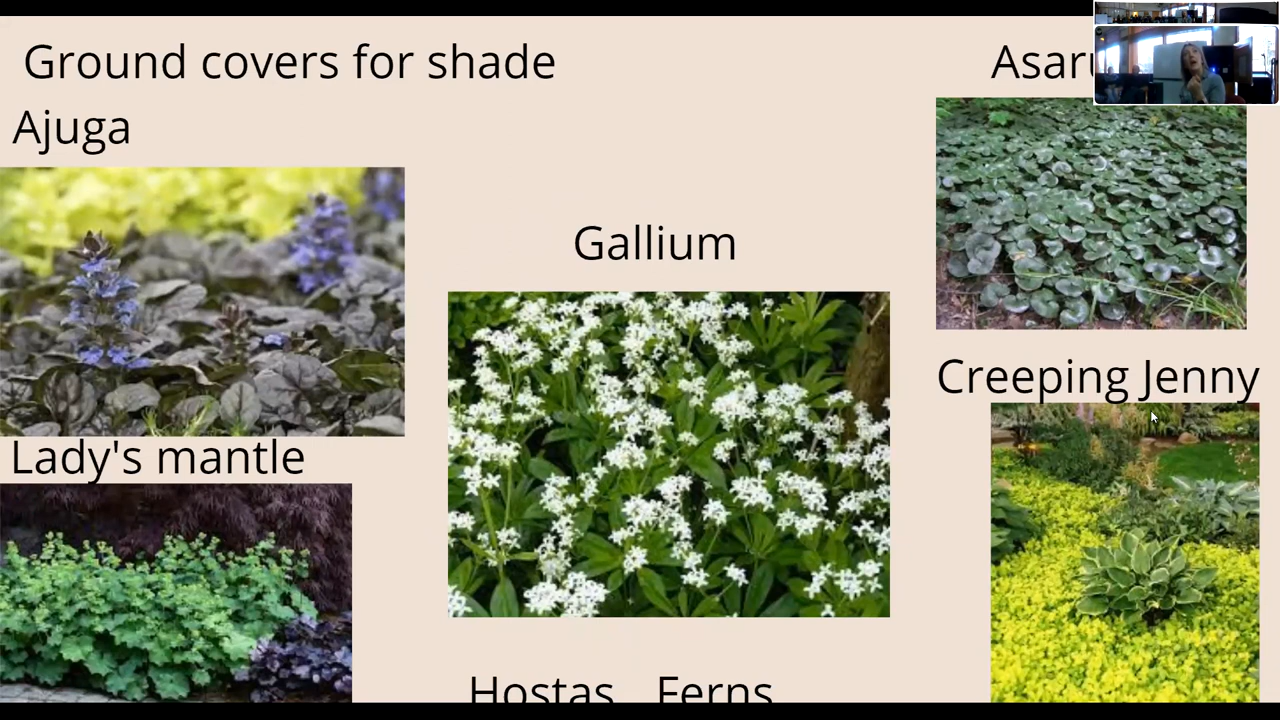 Ground covers for shade
Ajuga
Gallium
Creeping Jenny
Lady's mantle
Hostas Ferns